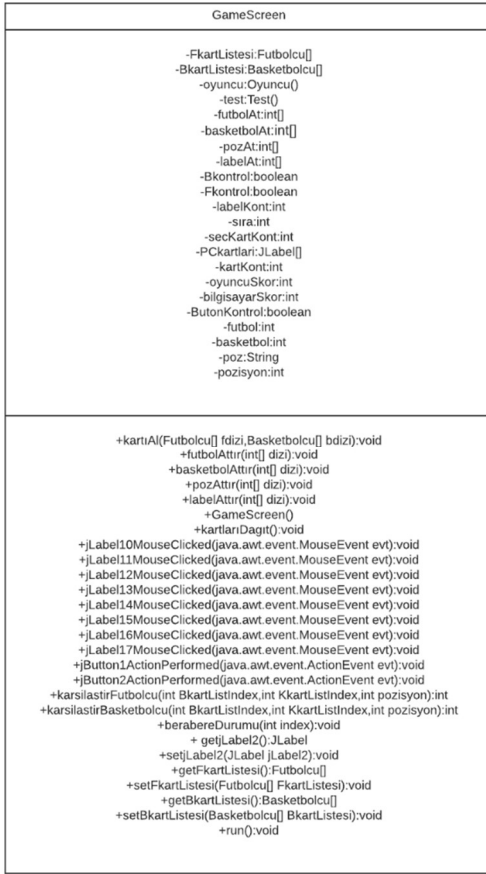 GameScreen
-FkartListesi:Futbolcu[]
-BkartListesi:Basketbolcu[]
-oyuncu:Oyuncu()
-test:Test()
-futbolAt:int[]
-basketbolAt:int[]
-pozAt:int[]
-labelAt:int[]
-Bkontrol:boolean
-Fkontrol:boolean
-labelKont:int
-sıra:int
-secKartKont:int
-PCkartlari:JLabel[]
-kartKont:int
-oyuncuSkor:int
-bilgisayarSkor:int
-ButonKontrol:boolean
-futbol:int
-basketbol:int
-poz:String
-pozisyon:int
+kartıAl(Futbolcu[] fdizi,Basketbolcu[] bdizi):void
+futbolAttır(int[] dizi):void
+basketbolAttır(int[] dizi):void
+pozAttır(int[] dizi):void
+labelAttır(int[] dizi):void
+GameScreen()
+kartlarıDagıt():void
+jLabel10MouseClicked(java.awt.event.MouseEvent evt):void
+jLabel11MouseClicked(java.awt.event.MouseEvent evt):void
+jLabel12MouseClicked(java.awt.event.MouseEvent evt):void
+jLabel13MouseClicked(java.awt.event.MouseEvent evt):void
+jLabel14MouseClicked(java.awt.event.MouseEvent evt):void
+jLabel15MouseClicked(java.awt.event.MouseEvent evt):void
+jLabel16MouseClicked(java.awt.event.MouseEvent evt):void
+jLabel17MouseClicked(java.awt.event.MouseEvent evt):void
+jButton1ActionPerformed(java.awt.event.ActionEvent evt):void
+jButton2ActionPerformed(java.awt.event.ActionEvent evt):void
+karsilastirFutbolcu(int BkartListIndex,int KkartListIndex,int pozisyon):int
+karsilastirBasketbolcu(int BkartListIndex,int KkartListIndex,int pozisyon):int
+berabereDurumu(int index):void
+ getjLabel2():JLabel
+setjLabel2(JLabel jLabel2):void
+getFkartListesi():Futbolcu[]
+setFkartListesi(Futbolcu[] FkartListesi):void
+getBkartListesi():Basketbolcu[]
+setBkartListesi(Basketbolcu[] BkartListesi):void
+run():void